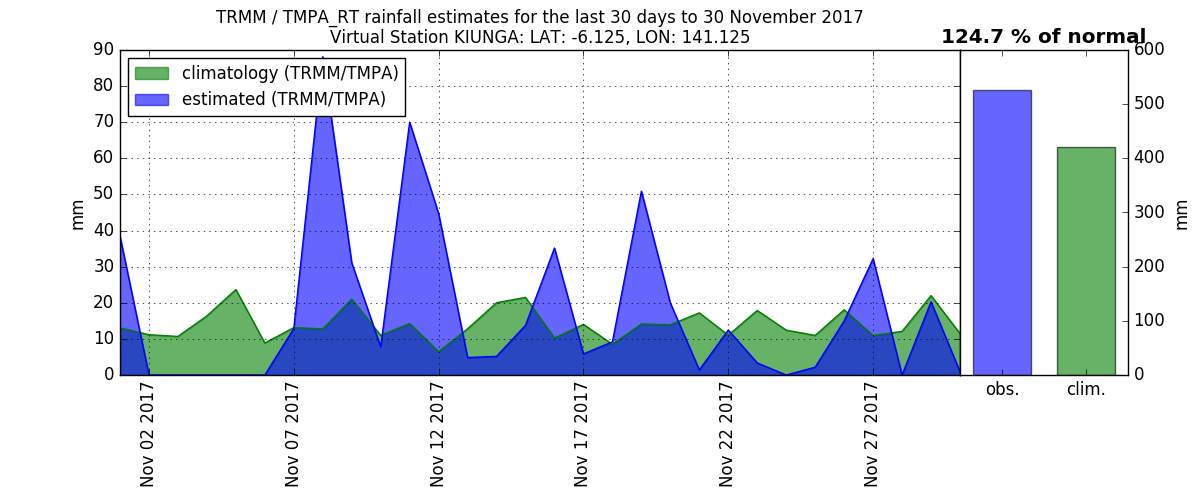 TRMM / TMPA_RT rainfall estimates for the last 30 days to 30 November 2017
Virtual Station KIUNGA: LAT: -6.125, LON: 141.125
124.7 % of normal
climatology (TRMM/TMPA)
estimated (TRMM/TMPA)
mm
90
80
70
60
50
40
30
20
10
0
Nov 02 2017
Nov 07 2017
Nov 12 2017
Nov 17 2017
Nov 22 2017
Nov 27 2017
obs.
clim.
600
500
400
300
200
100
0
mm